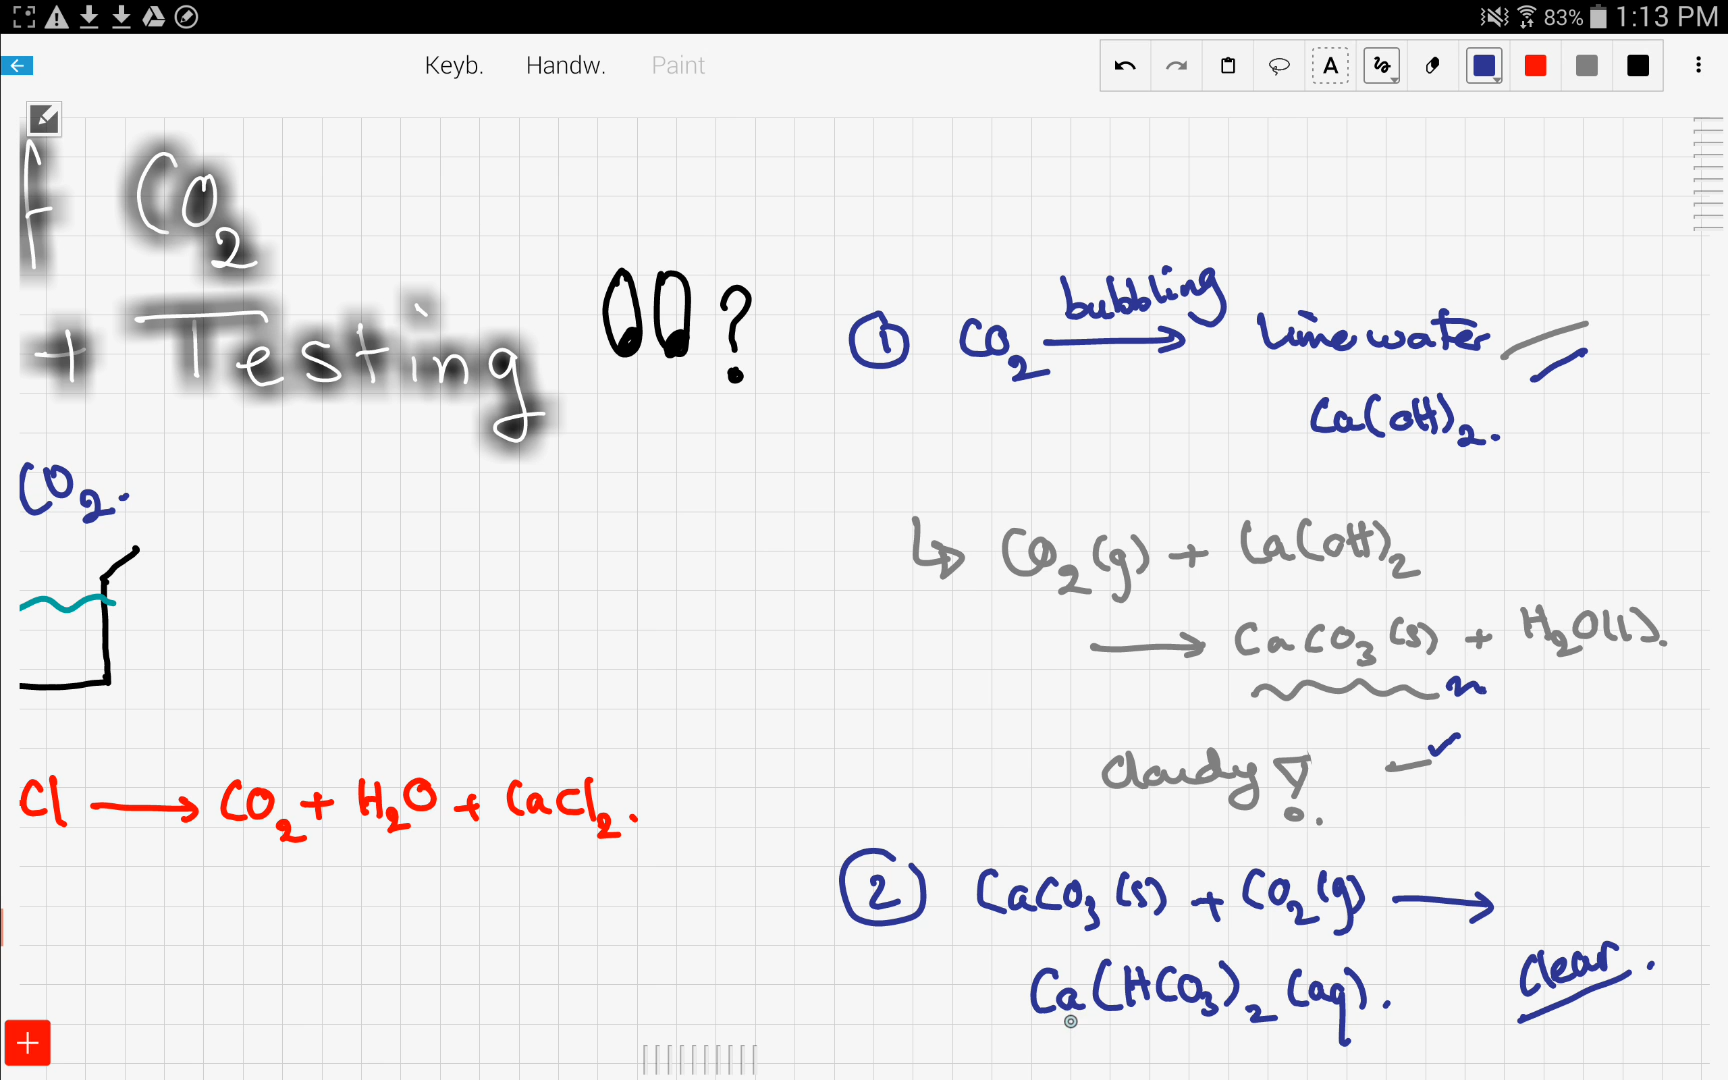 83% 1:13 PM
Keyb. Handw. Paint
A
f CO2
+ Testing
?
CO2.
Cl → CO2 + H2O + CaCl2.
① CO2 bubbling → Lime water
Ca(OH)2.
↳ CO2(g) + Ca(OH)2
→ CaCO3(s) + H2O(l).
cloudy!.
② CaCO3(s) + CO2(g) →
Ca(HCO3)2(aq). clear.